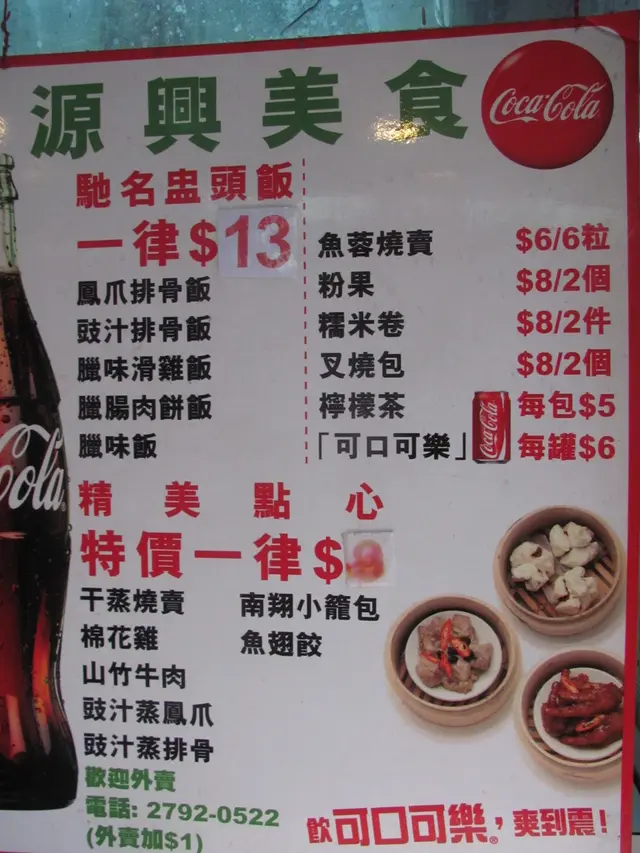 源興美食
Coca-Cola
馳名盅頭飯
一律$13
鳳爪排骨飯
豉汁排骨飯
臘味滑雞飯
臘腸肉餅飯
臘味飯
魚蓉燒賣 $6/6粒
粉果 $8/2個
糯米卷 $8/2件
叉燒包 $8/2個
檸檬茶 每包$5
「可口可樂」 Coca-Cola 每罐$6
Cola
精美點心
特價一律$
干蒸燒賣 南翔小籠包
棉花雞 魚翅餃
山竹牛肉
豉汁蒸鳳爪
豉汁蒸排骨
歡迎外賣
電話: 2792-0522
(外賣加$1)
飲可口可樂®, 爽到震!